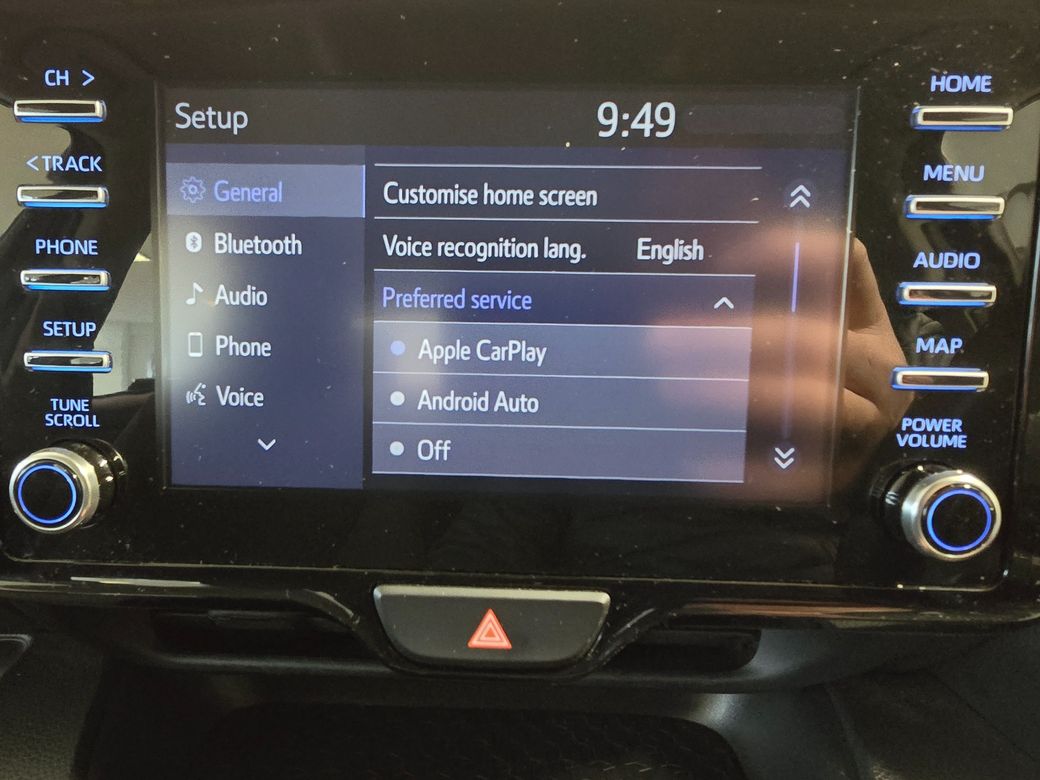 CH >
< TRACK
PHONE
SETUP
TUNE
SCROLL
Setup
9:49
General
Bluetooth
Audio
Phone
Voice
Customise home screen
Voice recognition lang. English
Preferred service
Apple CarPlay
Android Auto
Off
HOME
MENU
AUDIO
MAP
POWER
VOLUME